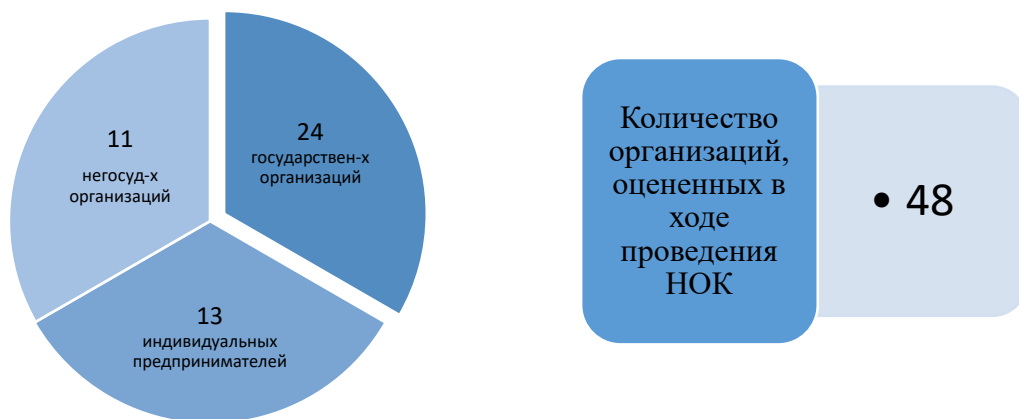 11
негосуд-х
организаций
24
государствен-х
организаций
13
индивидуальных
предпринимателей
Количество
организаций,
оцененных в
ходе
проведения
НОК
• 48